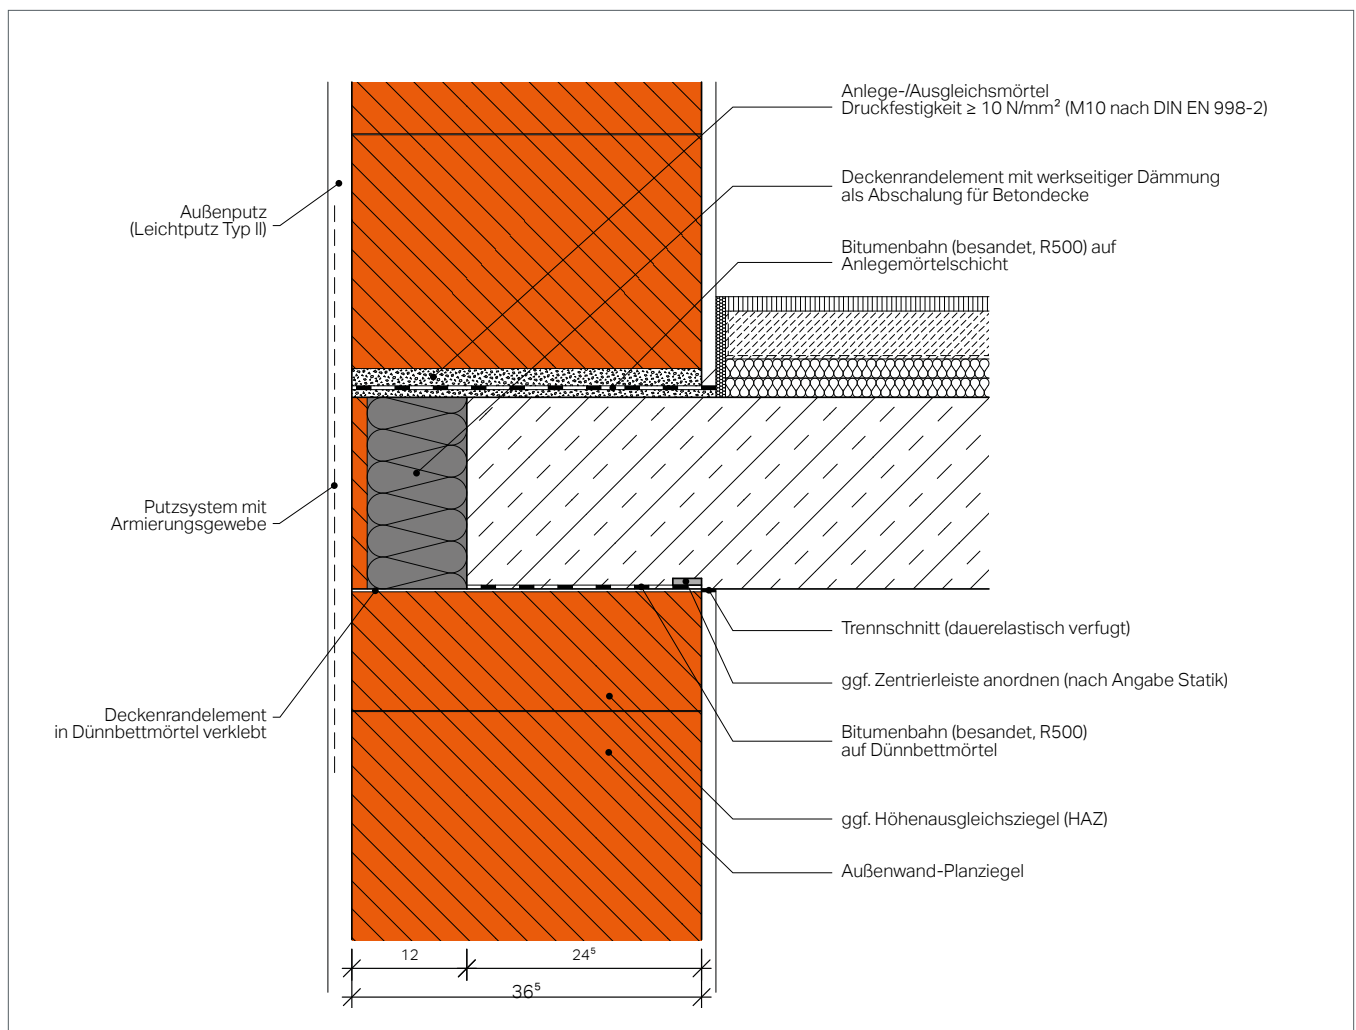 Anlege-/Ausgleichsmörtel
Druckfestigkeit ≥ 10 N/mm² (M10 nach DIN EN 998-2)
Deckenrandelement mit werkseitiger Dämmung
als Abschalung für Betondecke
Bitumenbahn (besandet, R500) auf
Anlegemörtelschicht
Außenputz
(Leichtputz Typ II)
Putzsystem mit
Armierungsgewebe
Deckenrandelement
in Dünnbettmörtel verklebt
Trennschnitt (dauerelastisch verfugt)
ggf. Zentrierleiste anordnen (nach Angabe Statik)
Bitumenbahn (besandet, R500)
auf Dünnbettmörtel
ggf. Höhenausgleichsziegel (HAZ)
Außenwand-Planziegel
12
24⁵
36⁵